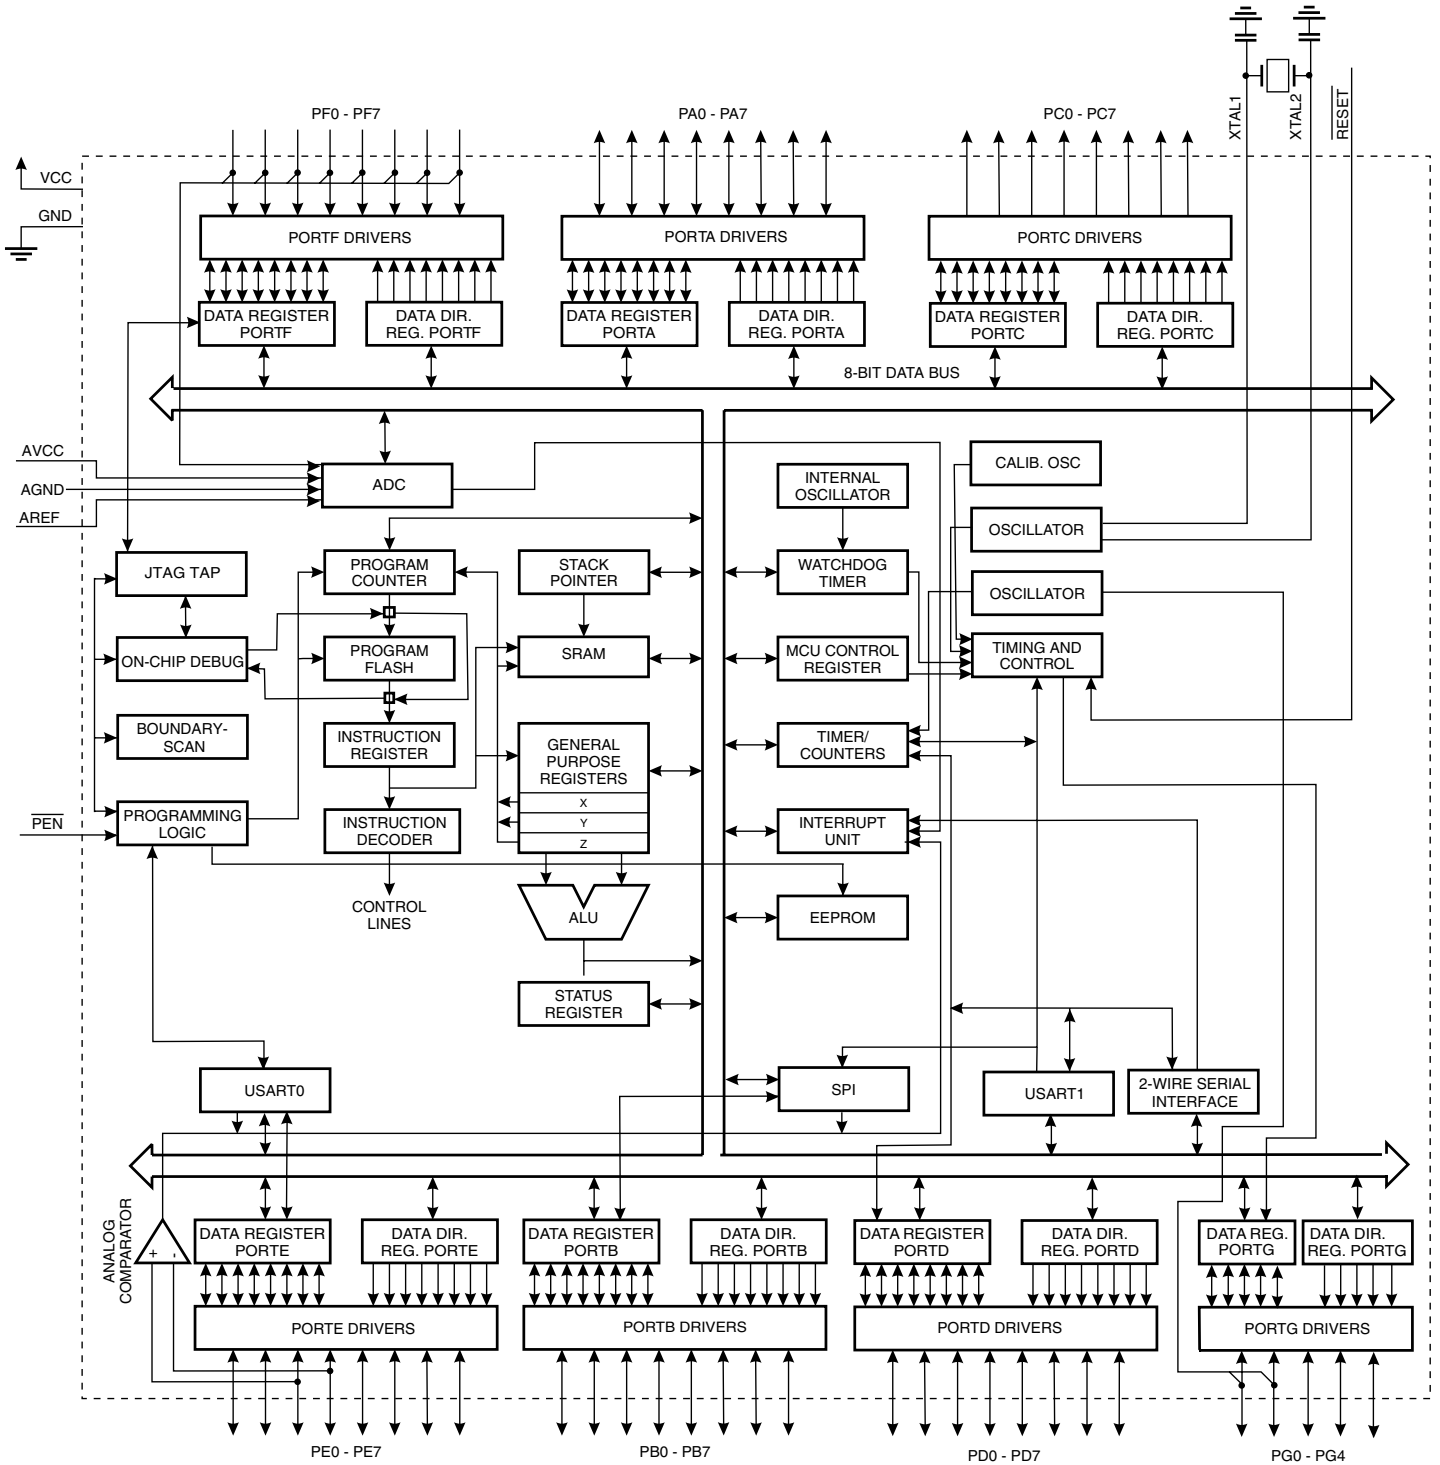 XTAL1
XTAL2
RESET
PF0 - PF7
PA0 - PA7
PC0 - PC7
VCC
GND
PORTF DRIVERS
PORTA DRIVERS
PORTC DRIVERS
DATA REGISTER
PORTF
DATA DIR.
REG. PORTF
DATA REGISTER
PORTA
DATA DIR.
REG. PORTA
DATA REGISTER
PORTC
DATA DIR.
REG. PORTC
8-BIT DATA BUS
AVCC
AGND
AREF
ADC
INTERNAL
OSCILLATOR
CALIB. OSC
OSCILLATOR
JTAG TAP
PROGRAM
COUNTER
STACK
POINTER
WATCHDOG
TIMER
OSCILLATOR
ON-CHIP DEBUG
PROGRAM
FLASH
SRAM
MCU CONTROL
REGISTER
TIMING AND
CONTROL
BOUNDARY-
SCAN
INSTRUCTION
REGISTER
GENERAL
PURPOSE
REGISTERS
X
Y
Z
TIMER/
COUNTERS
PEN
PROGRAMMING
LOGIC
INSTRUCTION
DECODER
INTERRUPT
UNIT
CONTROL
LINES
ALU
EEPROM
STATUS
REGISTER
USART0
SPI
USART1
2-WIRE SERIAL
INTERFACE
ANALOG
COMPARATOR
+
-
DATA REGISTER
PORTE
DATA DIR.
REG. PORTE
DATA REGISTER
PORTB
DATA DIR.
REG. PORTB
DATA REGISTER
PORTD
DATA DIR.
REG. PORTD
DATA REG.
PORTG
DATA DIR.
REG. PORTG
PORTE DRIVERS
PORTB DRIVERS
PORTD DRIVERS
PORTG DRIVERS
PE0 - PE7
PB0 - PB7
PD0 - PD7
PG0 - PG4